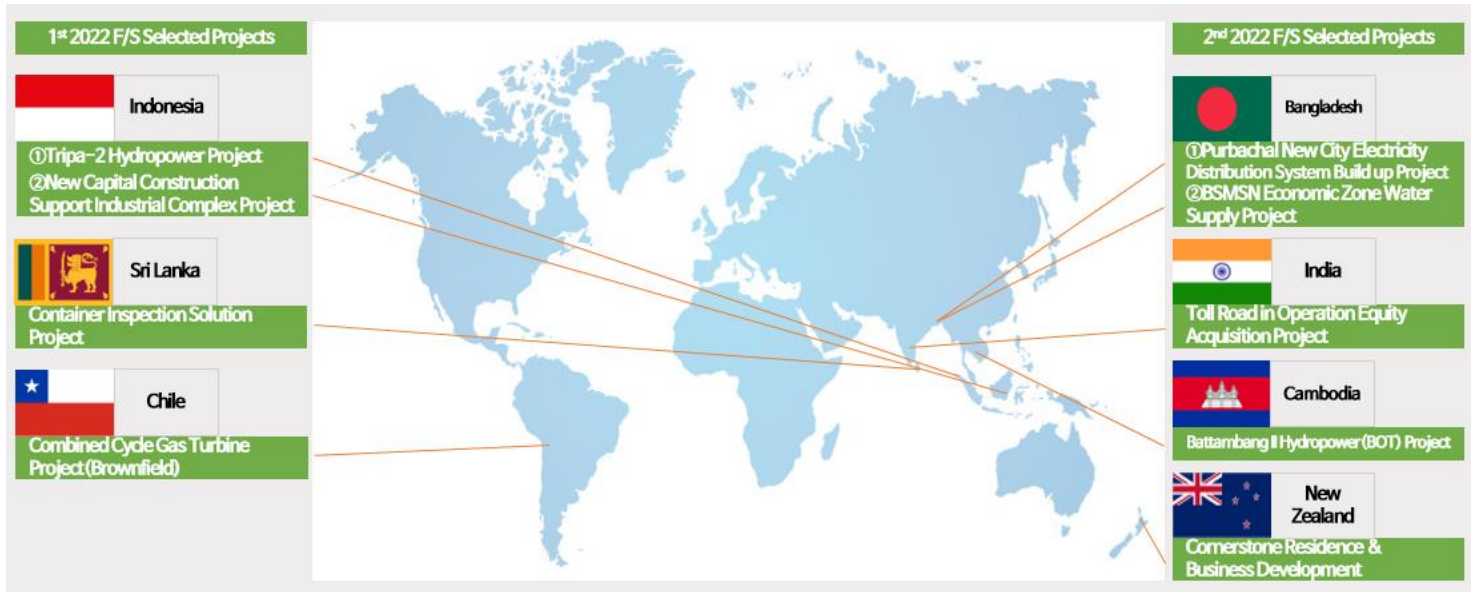 1st 2022 F/S Selected Projects
Indonesia
①Tripa-2 Hydropower Project
②New Capital Construction
Support Industrial Complex Project
Sri Lanka
Container Inspection Solution
Project
Chile
Combined Cycle Gas Turbine
Project(Brownfield)
2nd 2022 F/S Selected Projects
Bangladesh
①Purbachal New City Electricity
Distribution System Build up Project
②BSMSN Economic Zone Water
Supply Project
India
Toll Road in Operation Equity
Acquisition Project
Cambodia
Battambang Ⅱ Hydropower(BOT) Project
New
Zealand
Cornerstone Residence &
Business Development